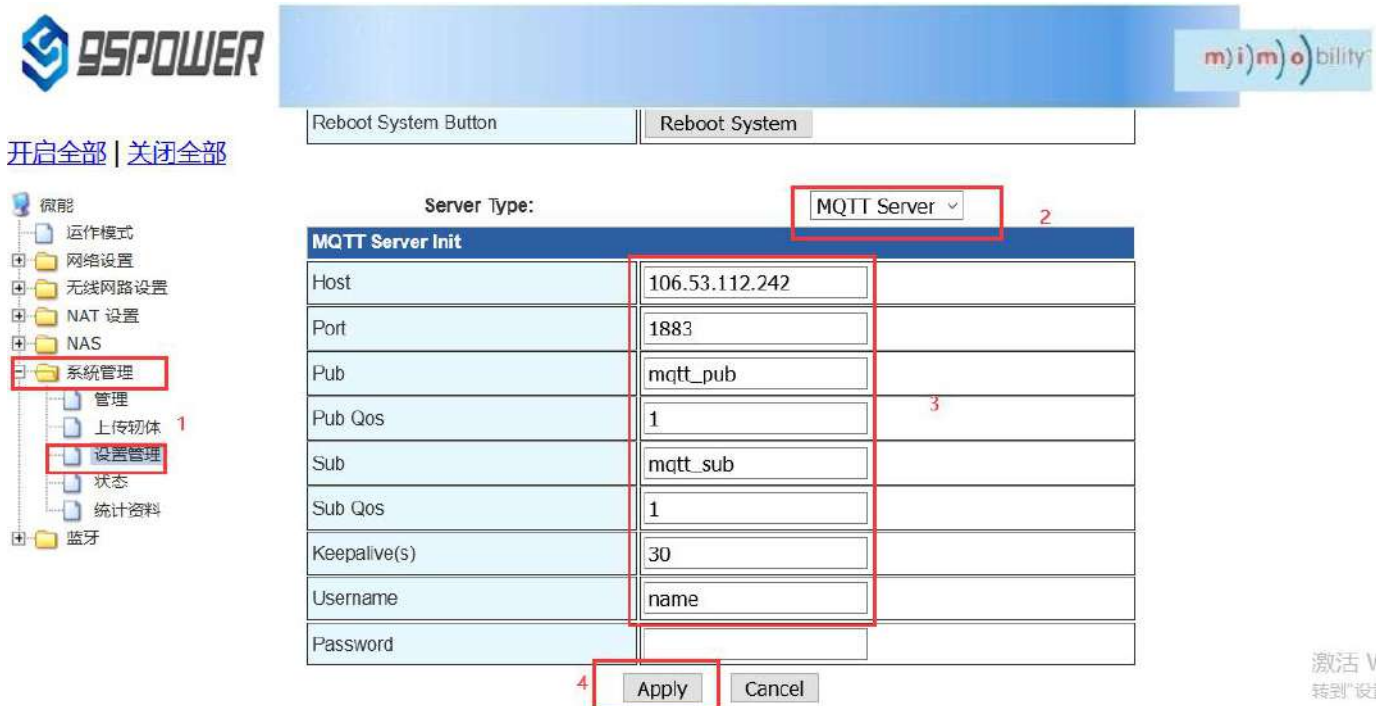 95POWER
m)i)m)o)bility
开启全部 | 关闭全部
微能
运作模式
网络设置
无线网路设置
NAT 设置
NAS
系统管理
管理
上传韧体
1
设置管理
状态
统计资料
蓝牙
Reboot System Button
Reboot System
Server Type:
MQTT Server
2
MQTT Server Init
Host
106.53.112.242
Port
1883
Pub
mqtt_pub
Pub Qos
1
3
Sub
mqtt_sub
Sub Qos
1
Keepalive(s)
30
Username
name
Password
4
Apply
Cancel
激活
转到"设